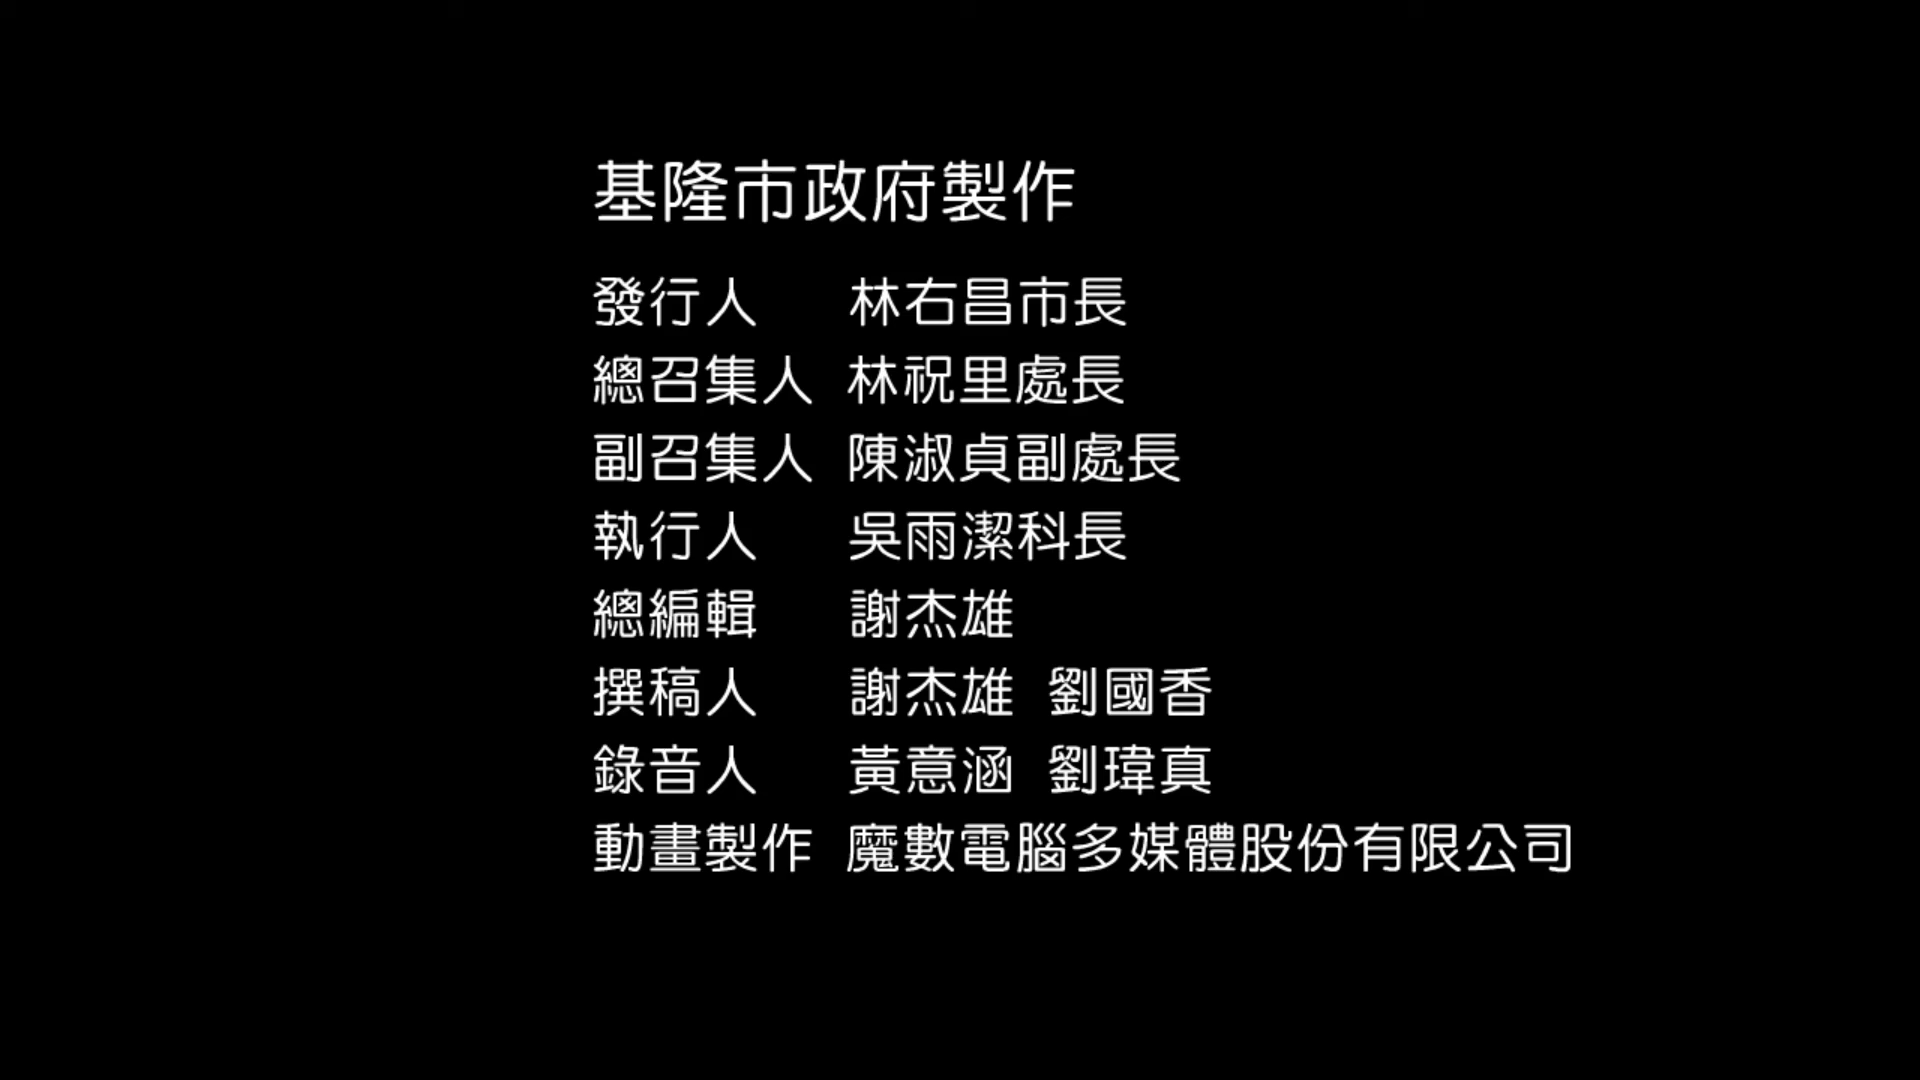 基隆市政府製作
發行人 林右昌市長
總召集人 林祝里處長
副召集人 陳淑貞副處長
執行人 吳雨潔科長
總編輯 謝杰雄
撰稿人 謝杰雄 劉國香
錄音人 黃意涵 劉瑋真
動畫製作 魔數電腦多媒體股份有限公司